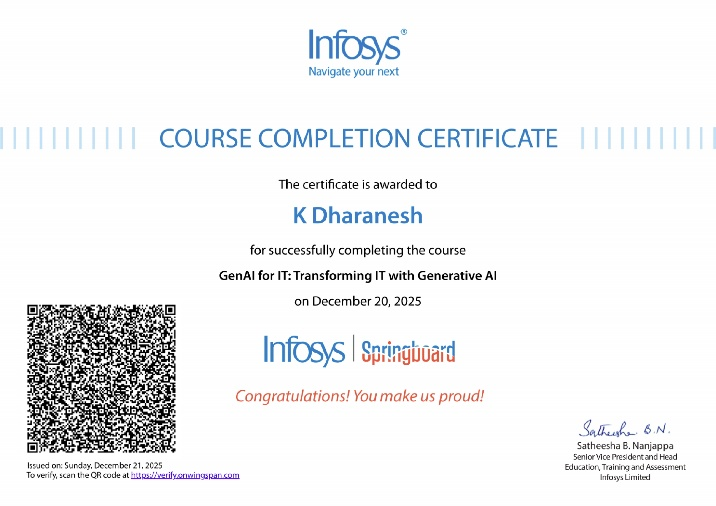 Infosys®
Navigate your next
COURSE COMPLETION CERTIFICATE
The certificate is awarded to
K Dharanesh
for successfully completing the course
GenAI for IT: Transforming IT with Generative AI
on December 20, 2025
Infosys | Springboard
Congratulations! You make us proud!
Satheesha B.N.
Satheesha B. Nanjappa
Senior Vice President and Head
Education, Training and Assessment
Infosys Limited
Issued on: Sunday, December 21, 2025
To verify, scan the QR code at https://verify.onwingspan.com